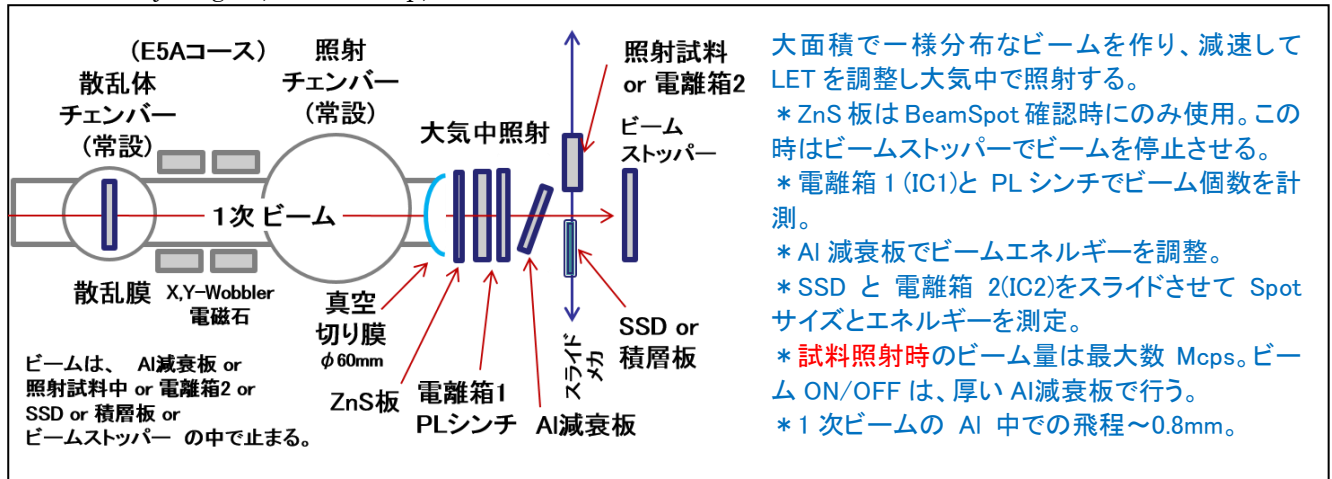 (E5Aコース)
散乱体
チェンバー
(常設)
照射
チェンバー
(常設)
大気中照射
照射試料
or 電離箱2
ビーム
ストッパー
1次 ビーム
散乱膜
X,Y-Wobbler
電磁石
真空
切り膜
φ60mm
ZnS板
電離箱1
PLシンチ
Al減衰板
スライド
メカ
SSD or
積層板
ビームは、 Al減衰板 or
照射試料中 or 電離箱2 or
SSD or 積層板 or
ビームストッパー の中で止まる。
大面積で一様分布なビームを作り、減速して
LET を調整し大気中で照射する。
*ZnS 板は BeamSpot 確認時にのみ使用。この
時はビームストッパーでビームを停止させる。
*電離箱 1 (IC1)と PL シンチでビーム個数を計
測。
*Al 減衰板でビームエネルギーを調整。
*SSD と 電離箱 2(IC2)をスライドさせて Spot
サイズとエネルギーを測定。
*試料照射時のビーム量は最大数 Mcps。ビー
ム ON/OFF は、厚い Al減衰板で行う。
*1 次ビームの Al 中での飛程~0.8mm。